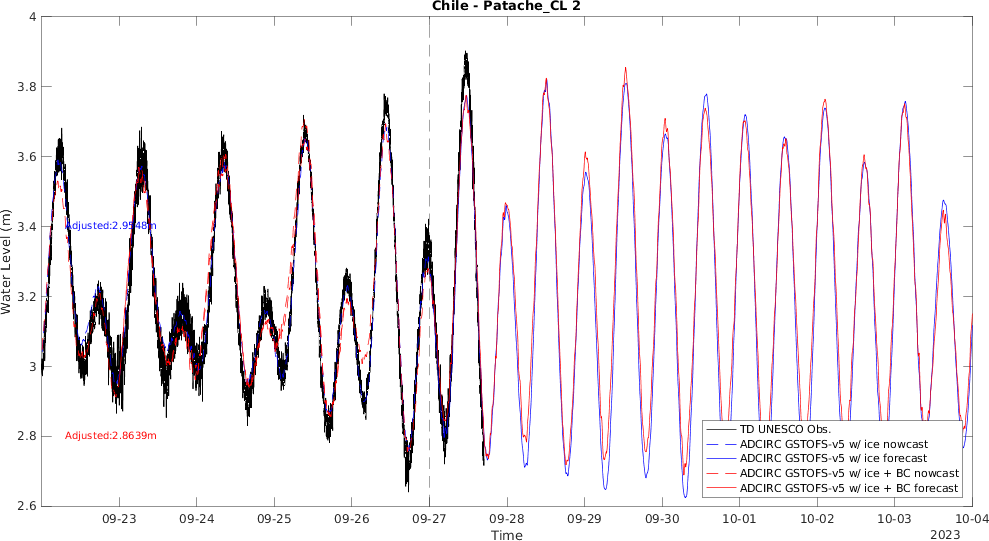 Chile - Patache_CL 2
4
3.8
3.6
3.4
3.2
3
2.8
2.6
Water Level (m)
Adjusted:2.9548m
Adjusted:2.8639m
TD UNESCO Obs.
ADCIRC GSTOFS-v5 w/ ice nowcast
ADCIRC GSTOFS-v5 w/ ice forecast
ADCIRC GSTOFS-v5 w/ ice + BC nowcast
ADCIRC GSTOFS-v5 w/ ice + BC forecast
09-23 09-24 09-25 09-26 09-27 09-28 09-29 09-30 10-01 10-02 10-03 10-04
Time
2023